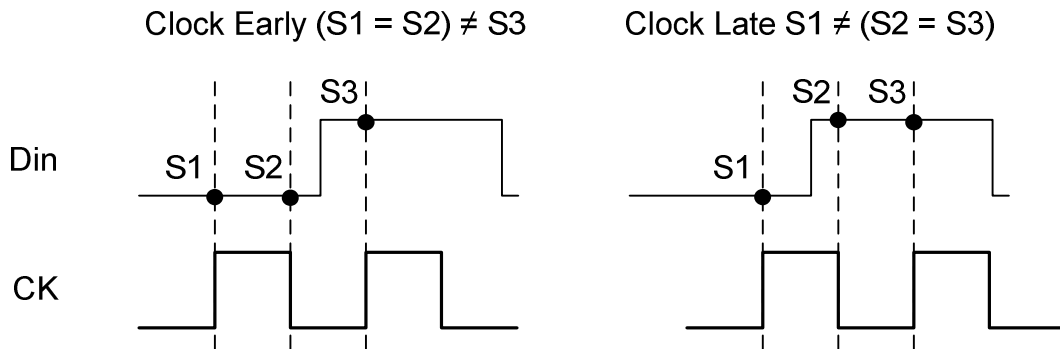 Clock Early (S1 = S2) ≠ S3
Clock Late S1 ≠ (S2 = S3)
S3
S2 S3
Din
S1 S2
S1
CK